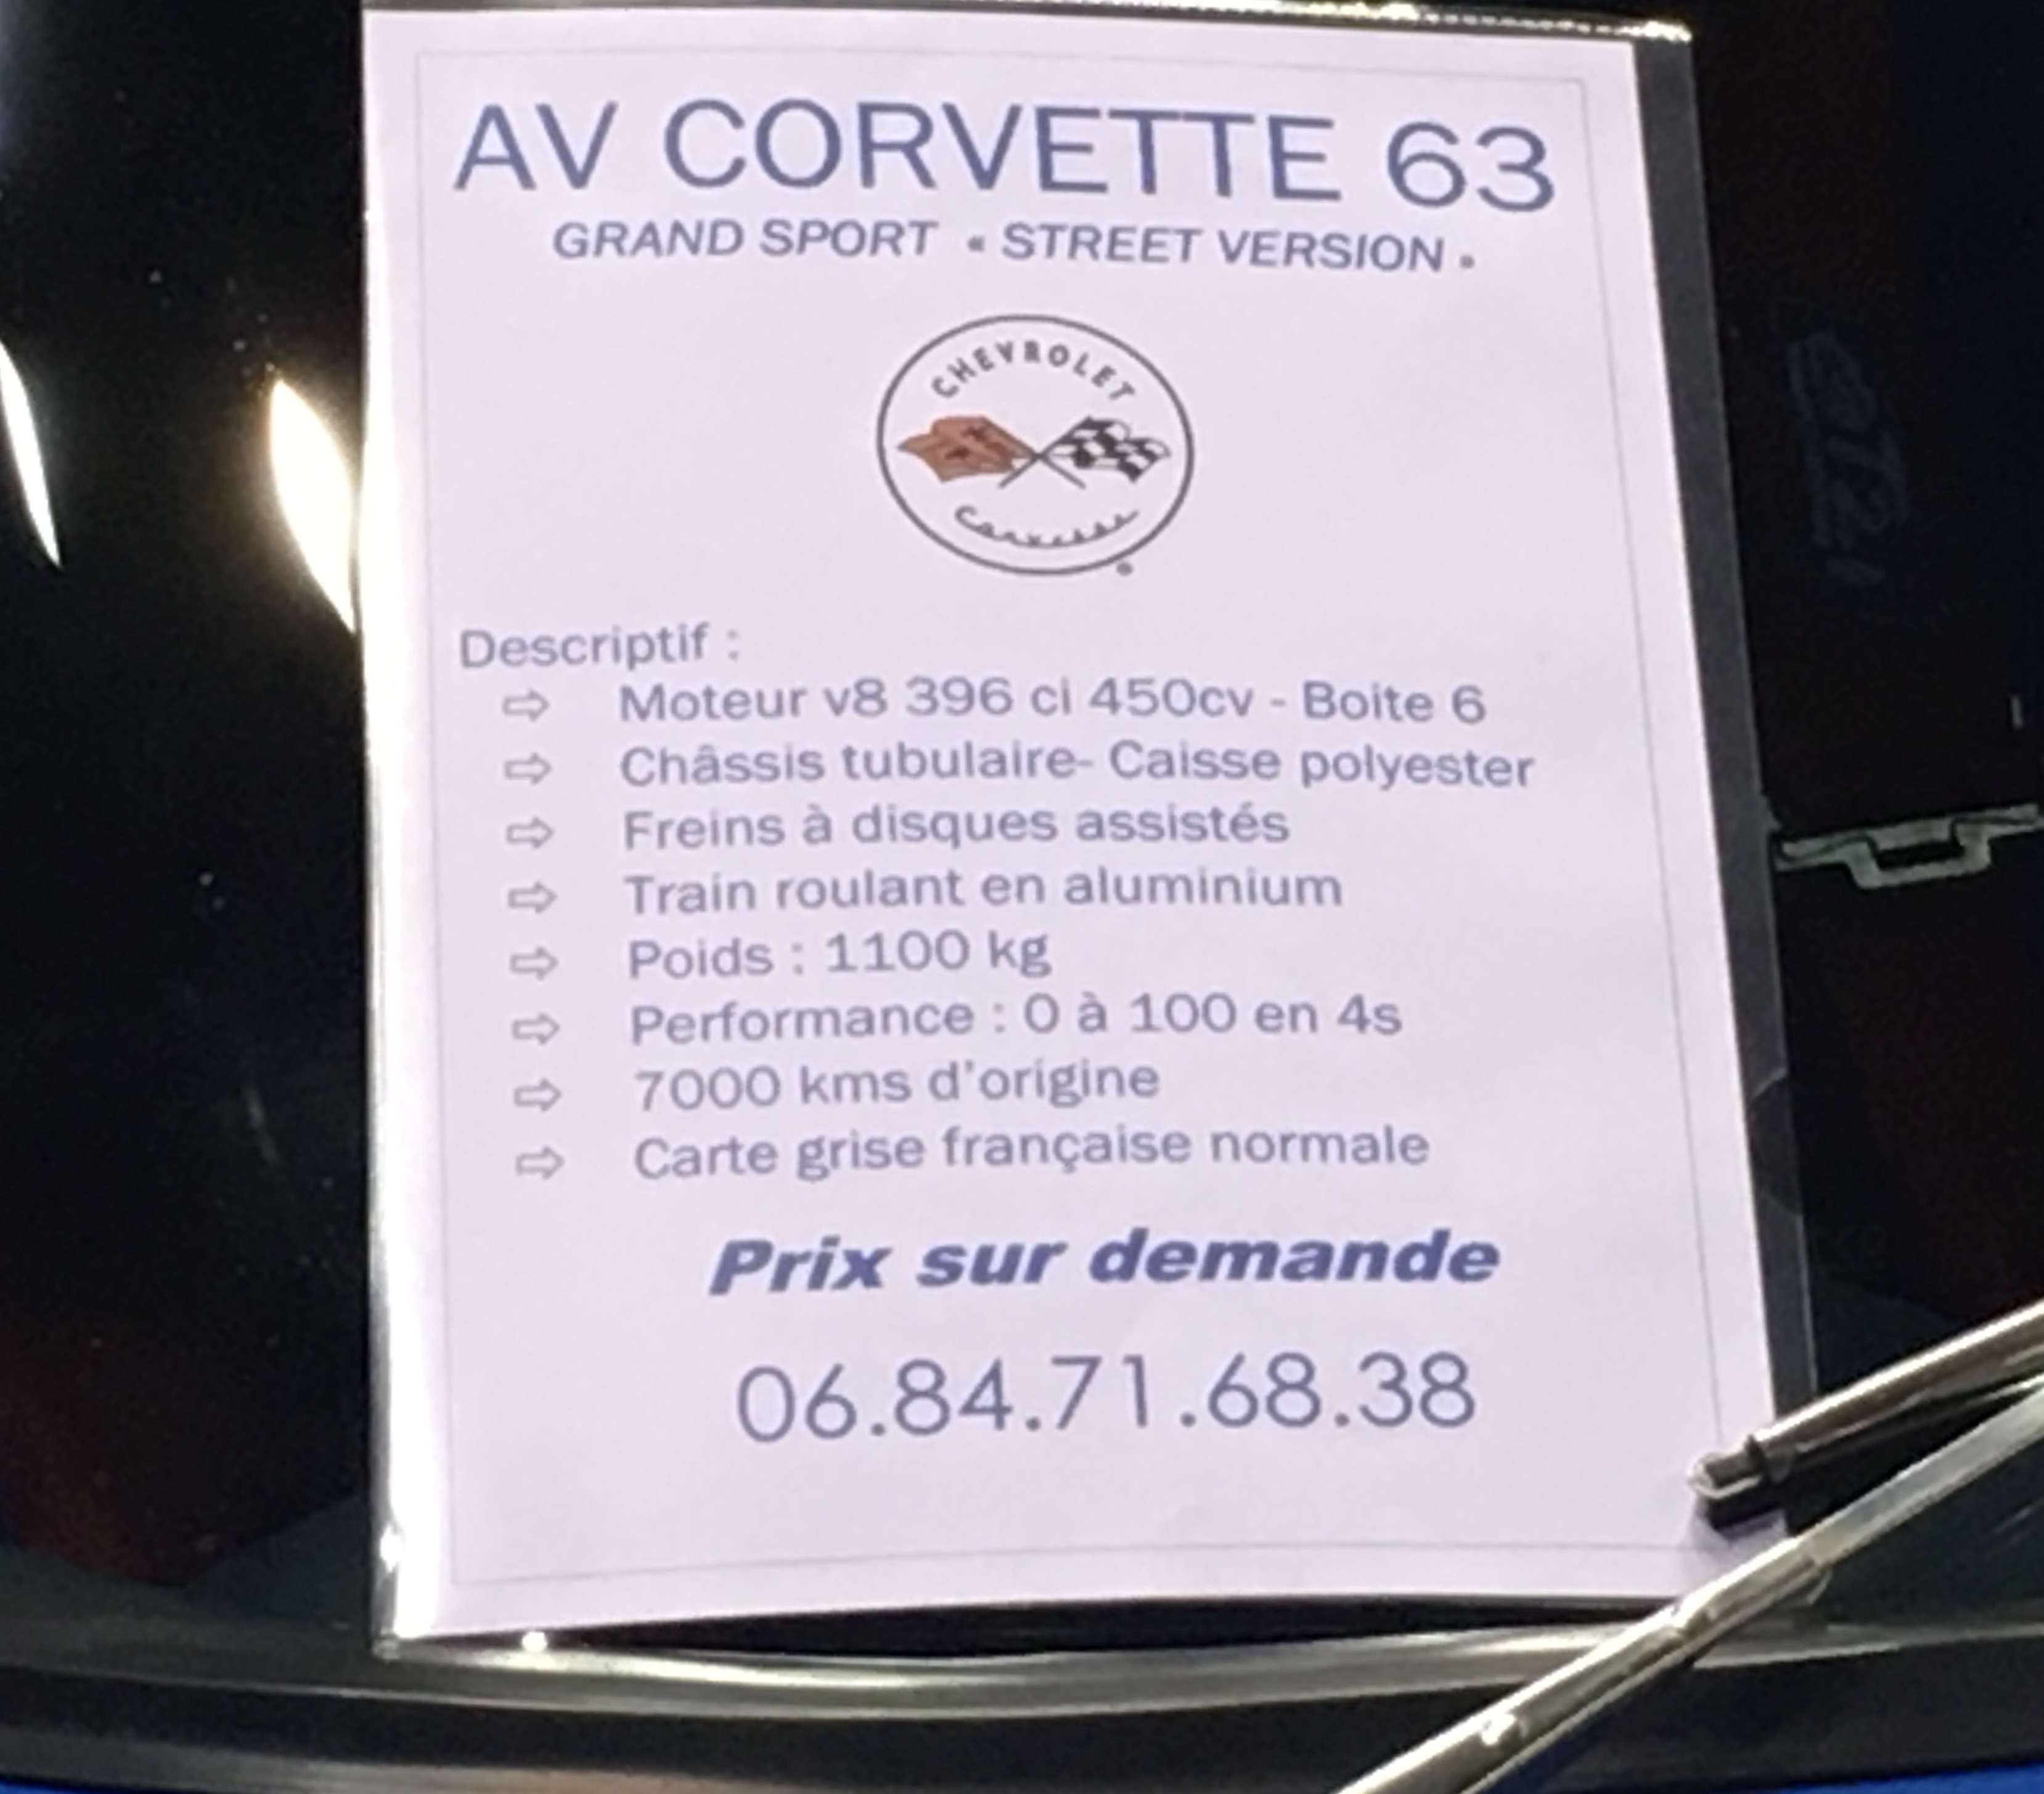 AV CORVETTE 63
GRAND SPORT « STREET VERSION »
CHEVROLET
Corvette
Descriptif :
⇨ Moteur v8 396 ci 450cv - Boite 6
⇨ Châssis tubulaire- Caisse polyester
⇨ Freins à disques assistés
⇨ Train roulant en aluminium
⇨ Poids : 1100 kg
⇨ Performance : 0 à 100 en 4s
⇨ 7000 kms d'origine
⇨ Carte grise française normale
Prix sur demande
06.84.71.68.38